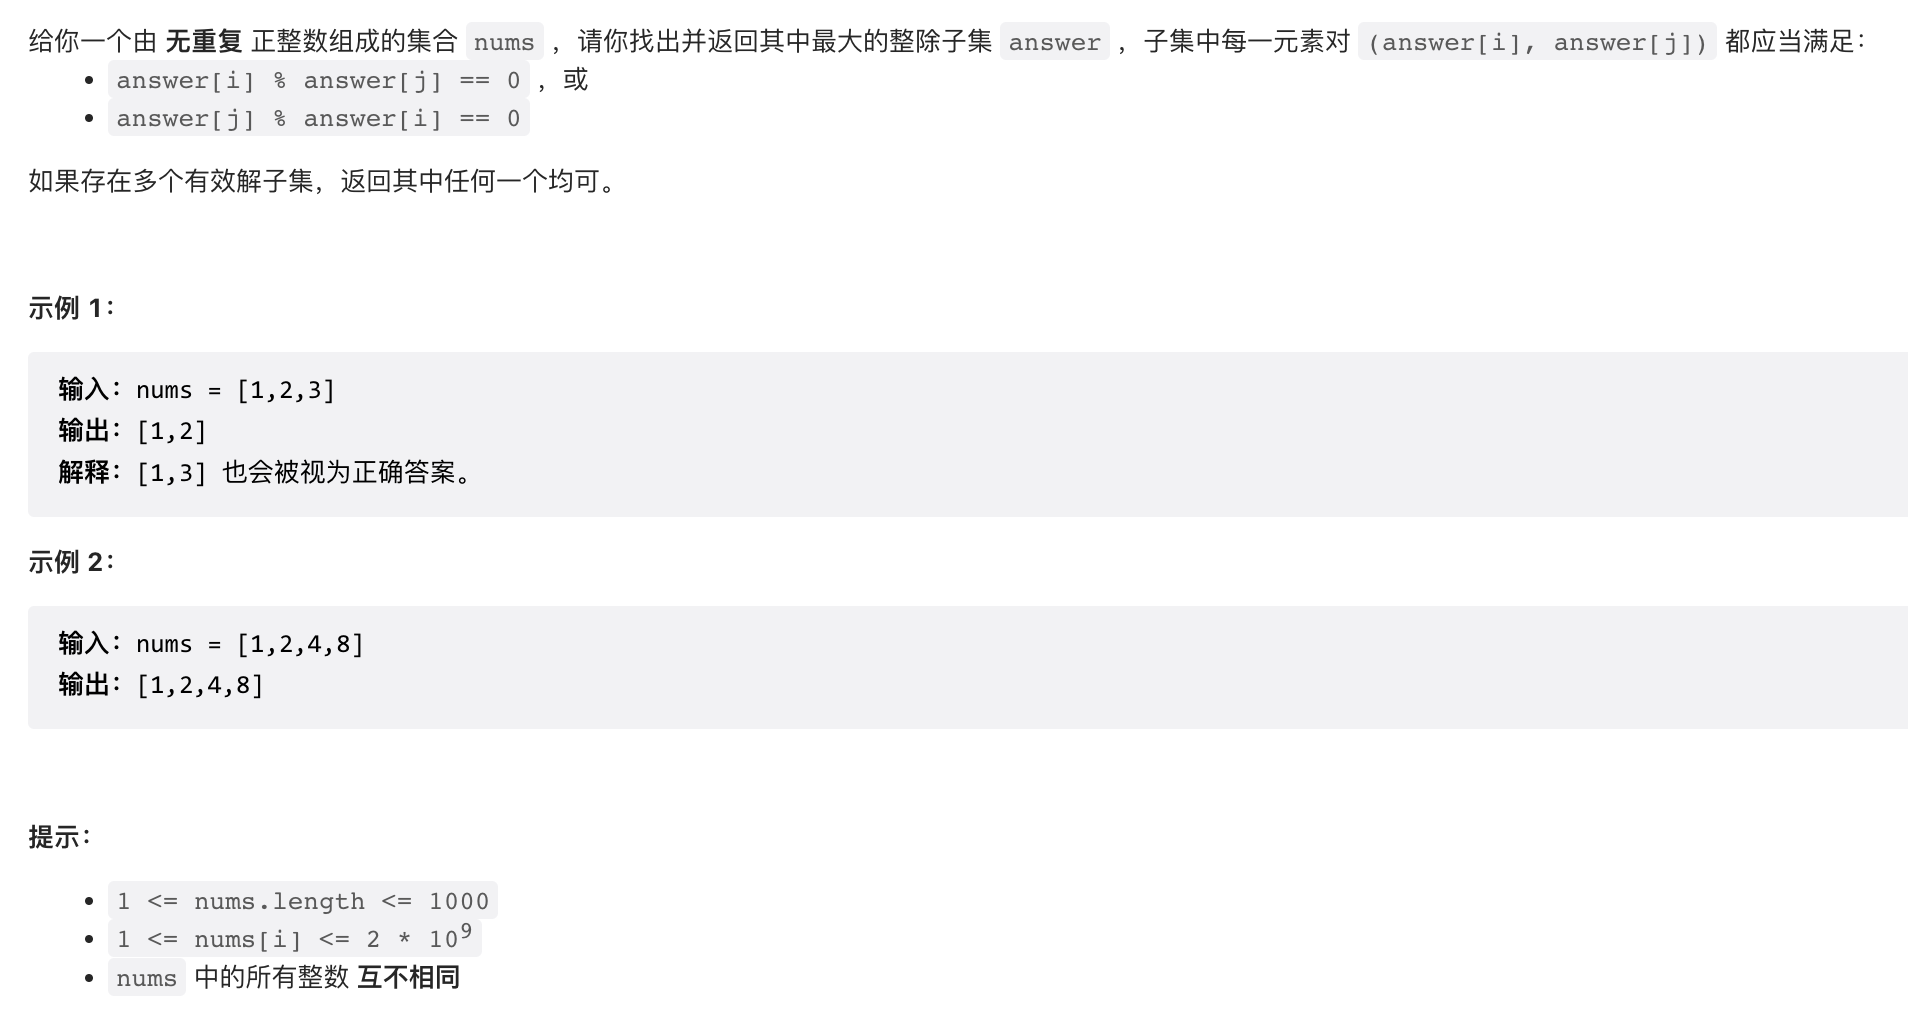 给你一个由 无重复 正整数组成的集合 nums ，请你找出并返回其中最大的整除子集 answer ，子集中每一元素对 (answer[i], answer[j]) 都应当满足：
• answer[i] % answer[j] == 0 ，或
• answer[j] % answer[i] == 0
如果存在多个有效解子集，返回其中任何一个均可。
示例 1：
输入：nums = [1,2,3]
输出：[1,2]
解释：[1,3] 也会被视为正确答案。
示例 2：
输入：nums = [1,2,4,8]
输出：[1,2,4,8]
提示：
• 1 <= nums.length <= 1000
• 1 <= nums[i] <= 2 * 10⁹
• nums 中的所有整数 互不相同